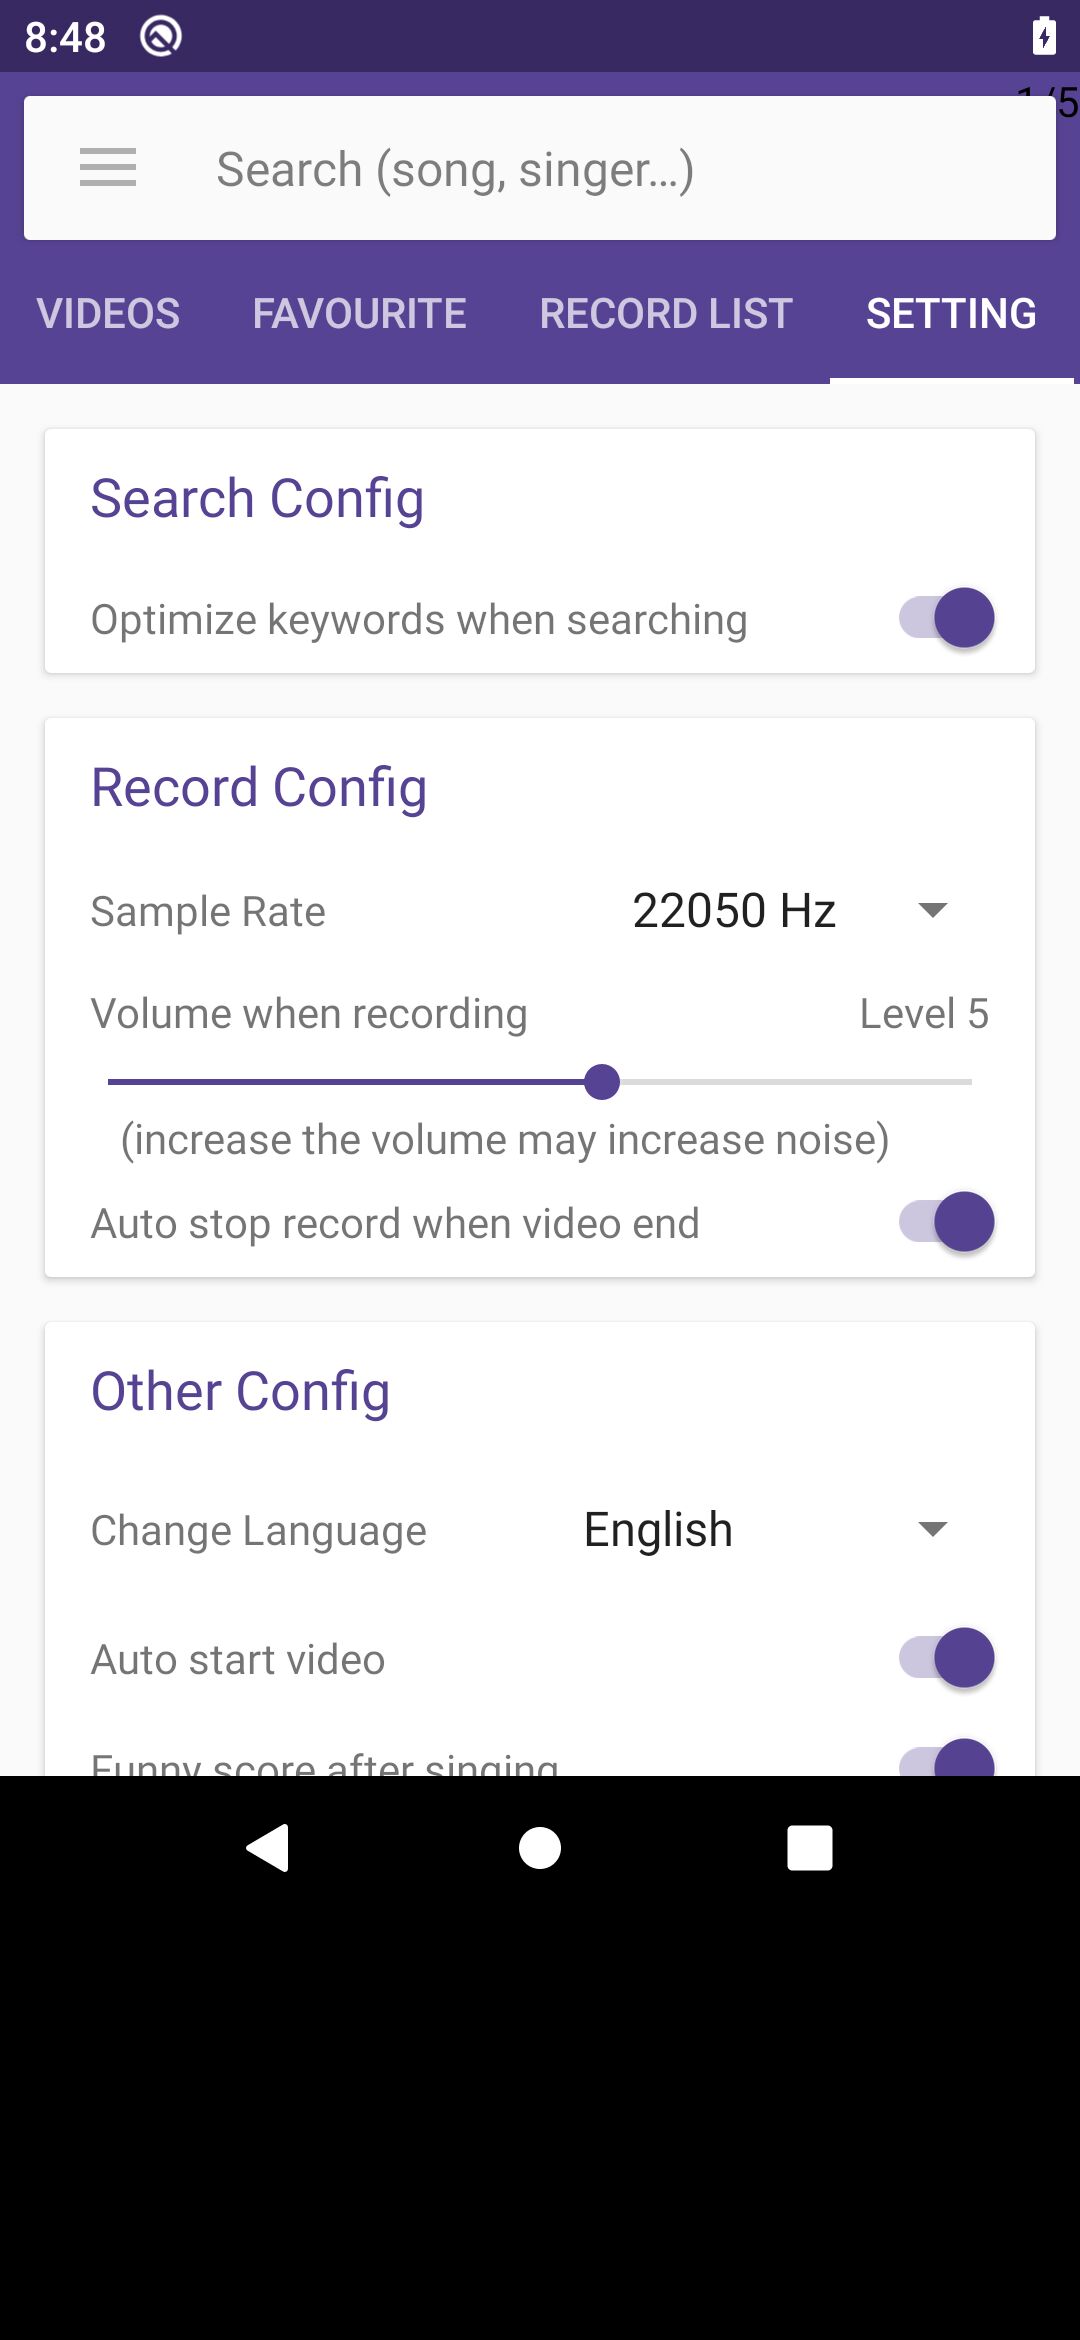 8:48
1/5
Search (song, singer...)
VIDEOS FAVOURITE RECORD LIST SETTING
Search Config
Optimize keywords when searching
Record Config
Sample Rate 22050 Hz
Volume when recording Level 5
(increase the volume may increase noise)
Auto stop record when video end
Other Config
Change Language English
Auto start video
Funny score after singing